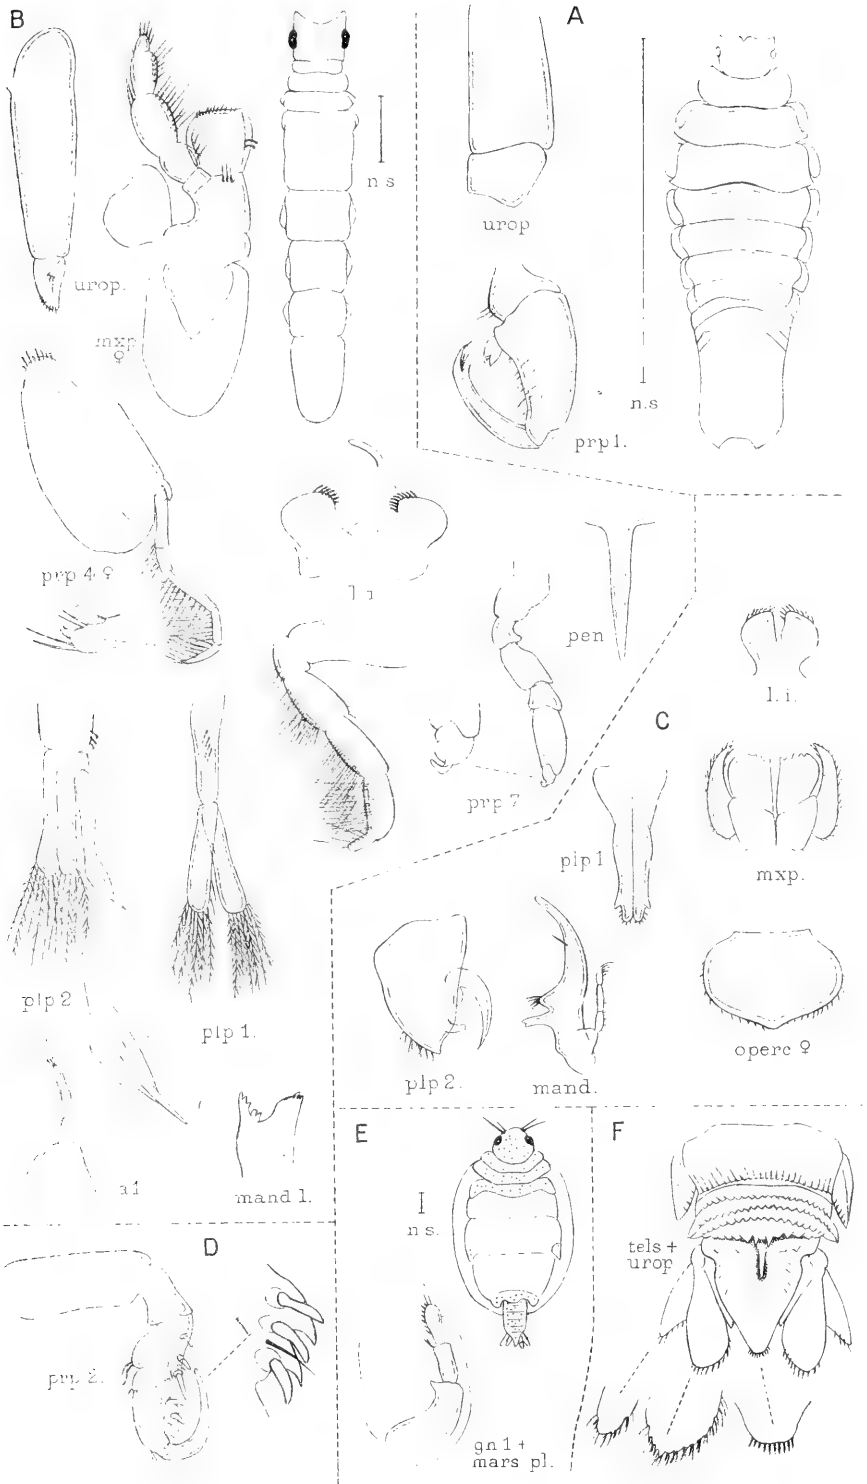 B
A
urop.
mxp
♀
n s
urop
prp 1.
n.s
prp 4 ♀
l i
pen
prp 7
l. i.
C
plp 1
mxp.
plp 2
plp 1.
plp 2.
mand.
operc ♀
a1
mand l.
E
F
n s.
tels +
urop
D
prp 2.
gn 1 +
mars pl.